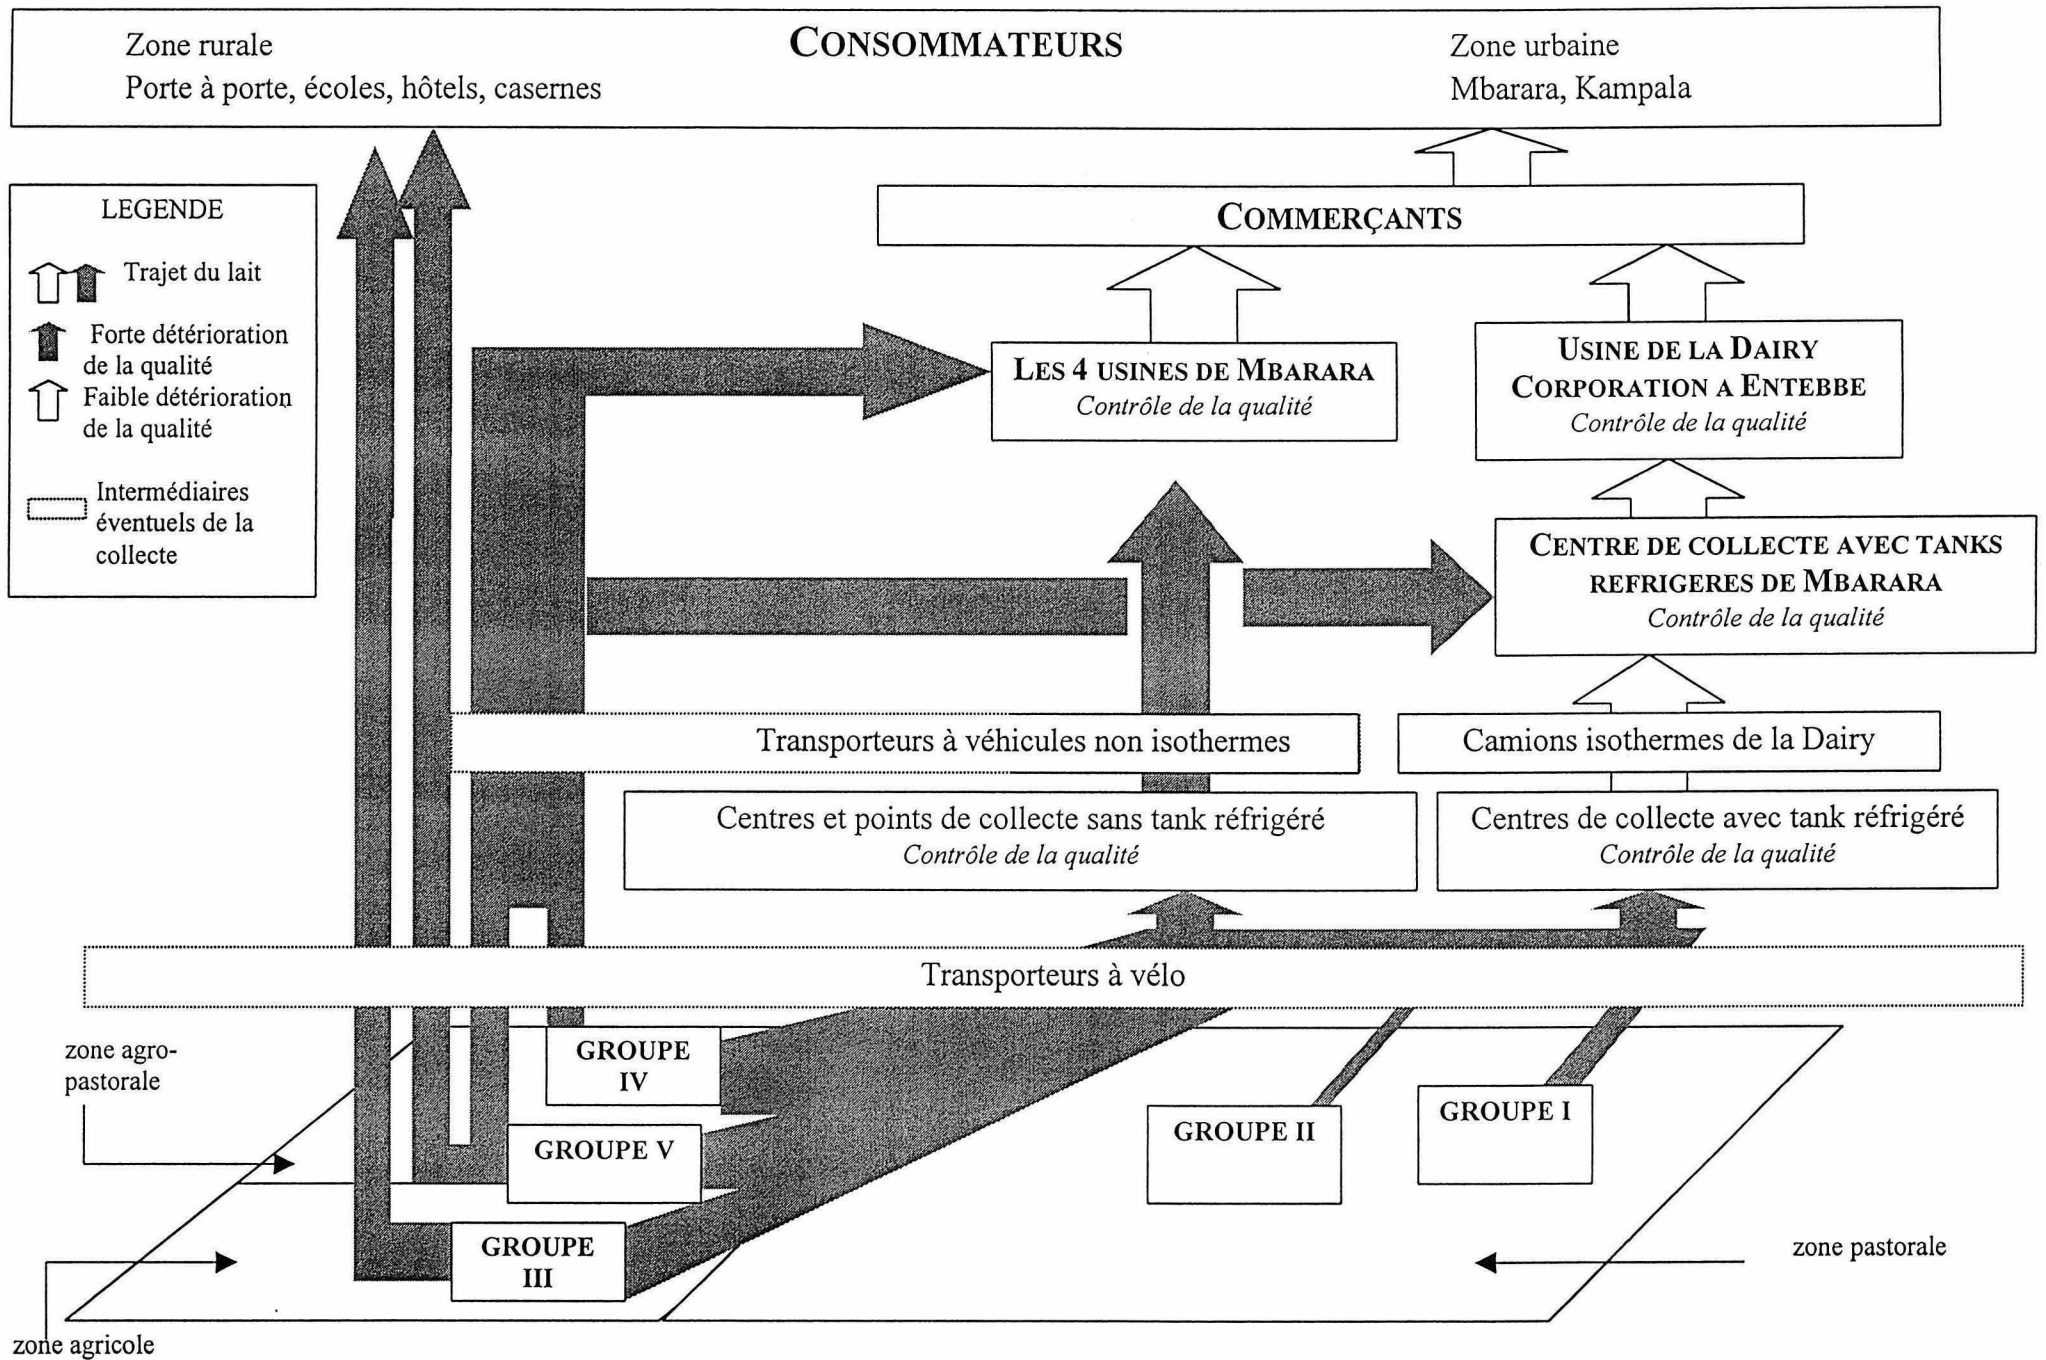 CONSOMMATEURS
Zone rurale
Porte à porte, écoles, hôtels, casernes
Zone urbaine
Mbarara, Kampala
LEGENDE
Trajet du lait
Forte détérioration
de la qualité
Faible détérioration
de la qualité
Intermédiaires
éventuels de la
collecte
COMMERÇANTS
LES 4 USINES DE MBARARA
Contrôle de la qualité
USINE DE LA DAIRY
CORPORATION A ENTEBBE
Contrôle de la qualité
CENTRE DE COLLECTE AVEC TANKS
REFRIGERES DE MBARARA
Contrôle de la qualité
Transporteurs à véhicules non isothermes
Camions isothermes de la Dairy
Centres et points de collecte sans tank réfrigéré
Contrôle de la qualité
Centres de collecte avec tank réfrigéré
Contrôle de la qualité
Transporteurs à vélo
zone agro-
pastorale
GROUPE
IV
GROUPE V
GROUPE II
GROUPE I
GROUPE
III
zone pastorale
zone agricole